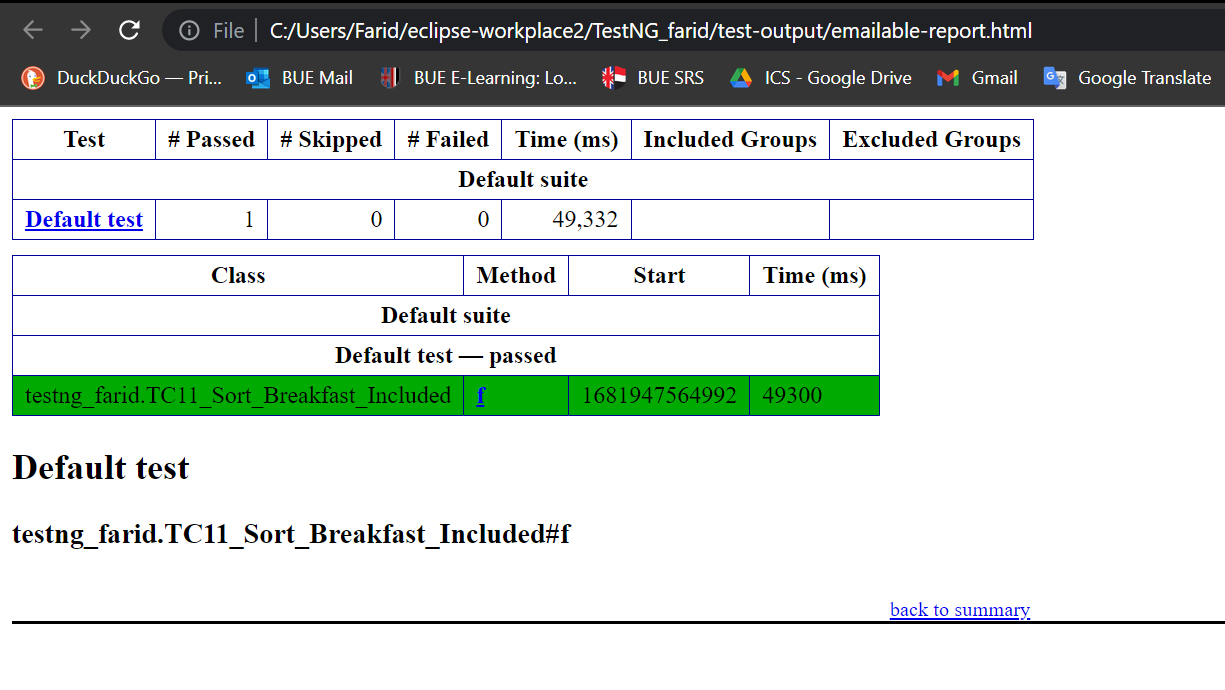 File | C:/Users/Farid/eclipse-workplace2/TestNG_farid/test-output/emailable-report.html
DuckDuckGo — Pri... BUE Mail BUE E-Learning: Lo... BUE SRS ICS - Google Drive Gmail Google Translate
Test # Passed # Skipped # Failed Time (ms) Included Groups Excluded Groups
Default suite
Default test 1 0 0 49,332
Class Method Start Time (ms)
Default suite
Default test — passed
testng_farid.TC11_Sort_Breakfast_Included f 1681947564992 49300
Default test
testng_farid.TC11_Sort_Breakfast_Included#f
back to summary